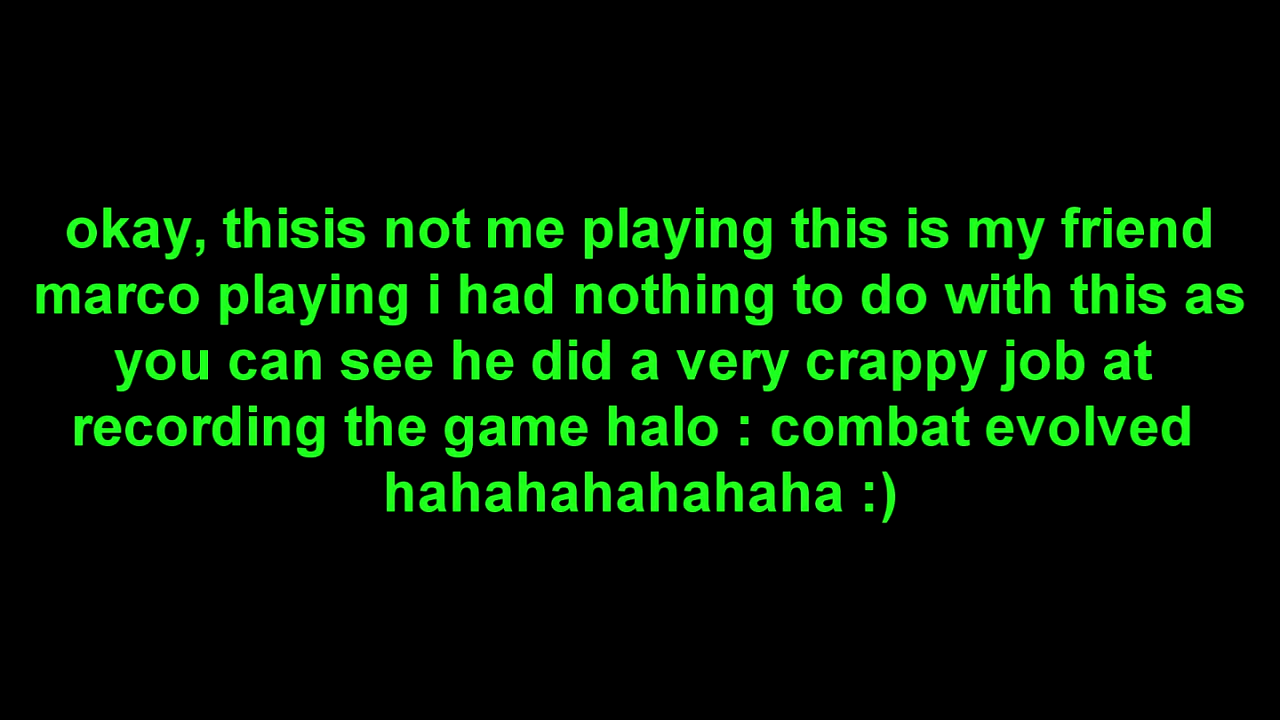 okay, thisis not me playing this is my friend
marco playing i had nothing to do with this as
you can see he did a very crappy job at
recording the game halo : combat evolved
hahahahahahaha :)